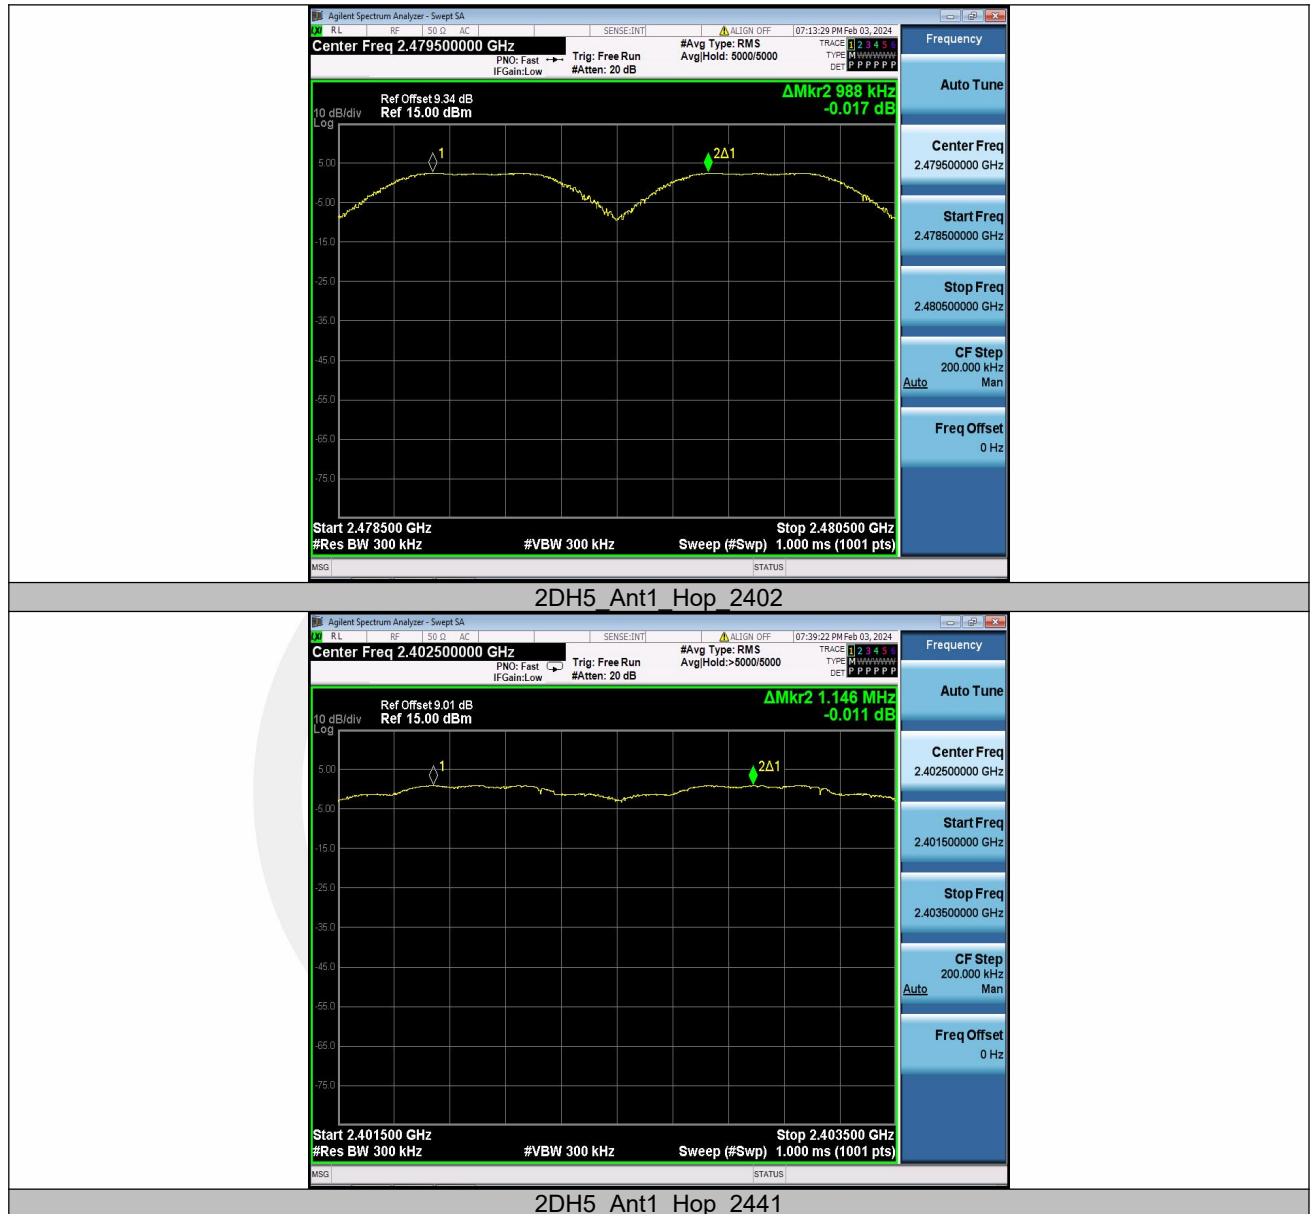 Agilent Spectrum Analyzer - Swept SA
LXI RL RF 50 Ω AC SENSE:INT ALIGN OFF 07:13:29 PM Feb 03, 2024
Center Freq 2.479500000 GHz
PNO: Fast
IFGain:Low
Trig: Free Run
#Atten: 20 dB
#Avg Type: RMS
Avg|Hold: 5000/5000
TRACE 1 2 3 4 5 6
TYPE M W W W W W
DET P P P P P P
Frequency
Auto Tune
Center Freq
2.479500000 GHz
Start Freq
2.478500000 GHz
Stop Freq
2.480500000 GHz
CF Step
200.000 kHz
Auto Man
Freq Offset
0 Hz
ΔMkr2 988 kHz
-0.017 dB
Ref Offset 9.34 dB
10 dB/div Ref 15.00 dBm
Log
1
2Δ1
5.00
-5.00
-15.0
-25.0
-35.0
-45.0
-55.0
-65.0
-75.0
Start 2.478500 GHz Stop 2.480500 GHz
#Res BW 300 kHz #VBW 300 kHz Sweep (#Swp) 1.000 ms (1001 pts)
MSG STATUS
2DH5_Ant1_Hop_2402
Agilent Spectrum Analyzer - Swept SA
LXI RL RF 50 Ω AC SENSE:INT ALIGN OFF 07:39:22 PM Feb 03, 2024
Center Freq 2.402500000 GHz
PNO: Fast
IFGain:Low
Trig: Free Run
#Atten: 20 dB
#Avg Type: RMS
Avg|Hold:>5000/5000
TRACE 1 2 3 4 5 6
TYPE M W W W W W
DET P P P P P P
Frequency
Auto Tune
Center Freq
2.402500000 GHz
Start Freq
2.401500000 GHz
Stop Freq
2.403500000 GHz
CF Step
200.000 kHz
Auto Man
Freq Offset
0 Hz
ΔMkr2 1.146 MHz
-0.011 dB
Ref Offset 9.01 dB
10 dB/div Ref 15.00 dBm
Log
1
2Δ1
5.00
-5.00
-15.0
-25.0
-35.0
-45.0
-55.0
-65.0
-75.0
Start 2.401500 GHz Stop 2.403500 GHz
#Res BW 300 kHz #VBW 300 kHz Sweep (#Swp) 1.000 ms (1001 pts)
MSG STATUS
2DH5_Ant1_Hop_2441